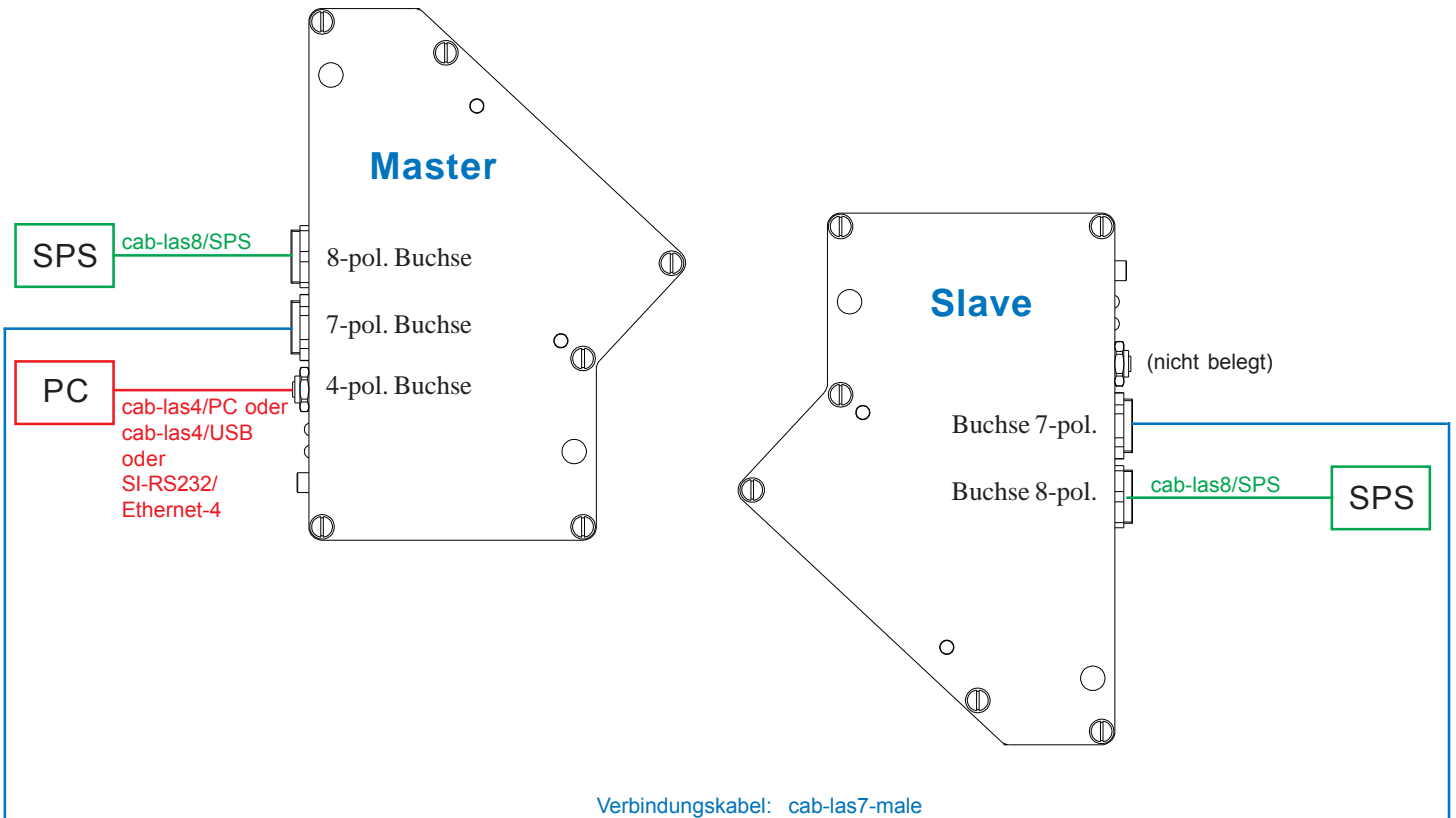 Master
SPS
cab-las8/SPS
8-pol. Buchse
7-pol. Buchse
PC
4-pol. Buchse
cab-las4/PC oder
cab-las4/USB
oder
SI-RS232/
Ethernet-4
Slave
(nicht belegt)
Buchse 7-pol.
Buchse 8-pol.
cab-las8/SPS
SPS
Verbindungskabel: cab-las7-male